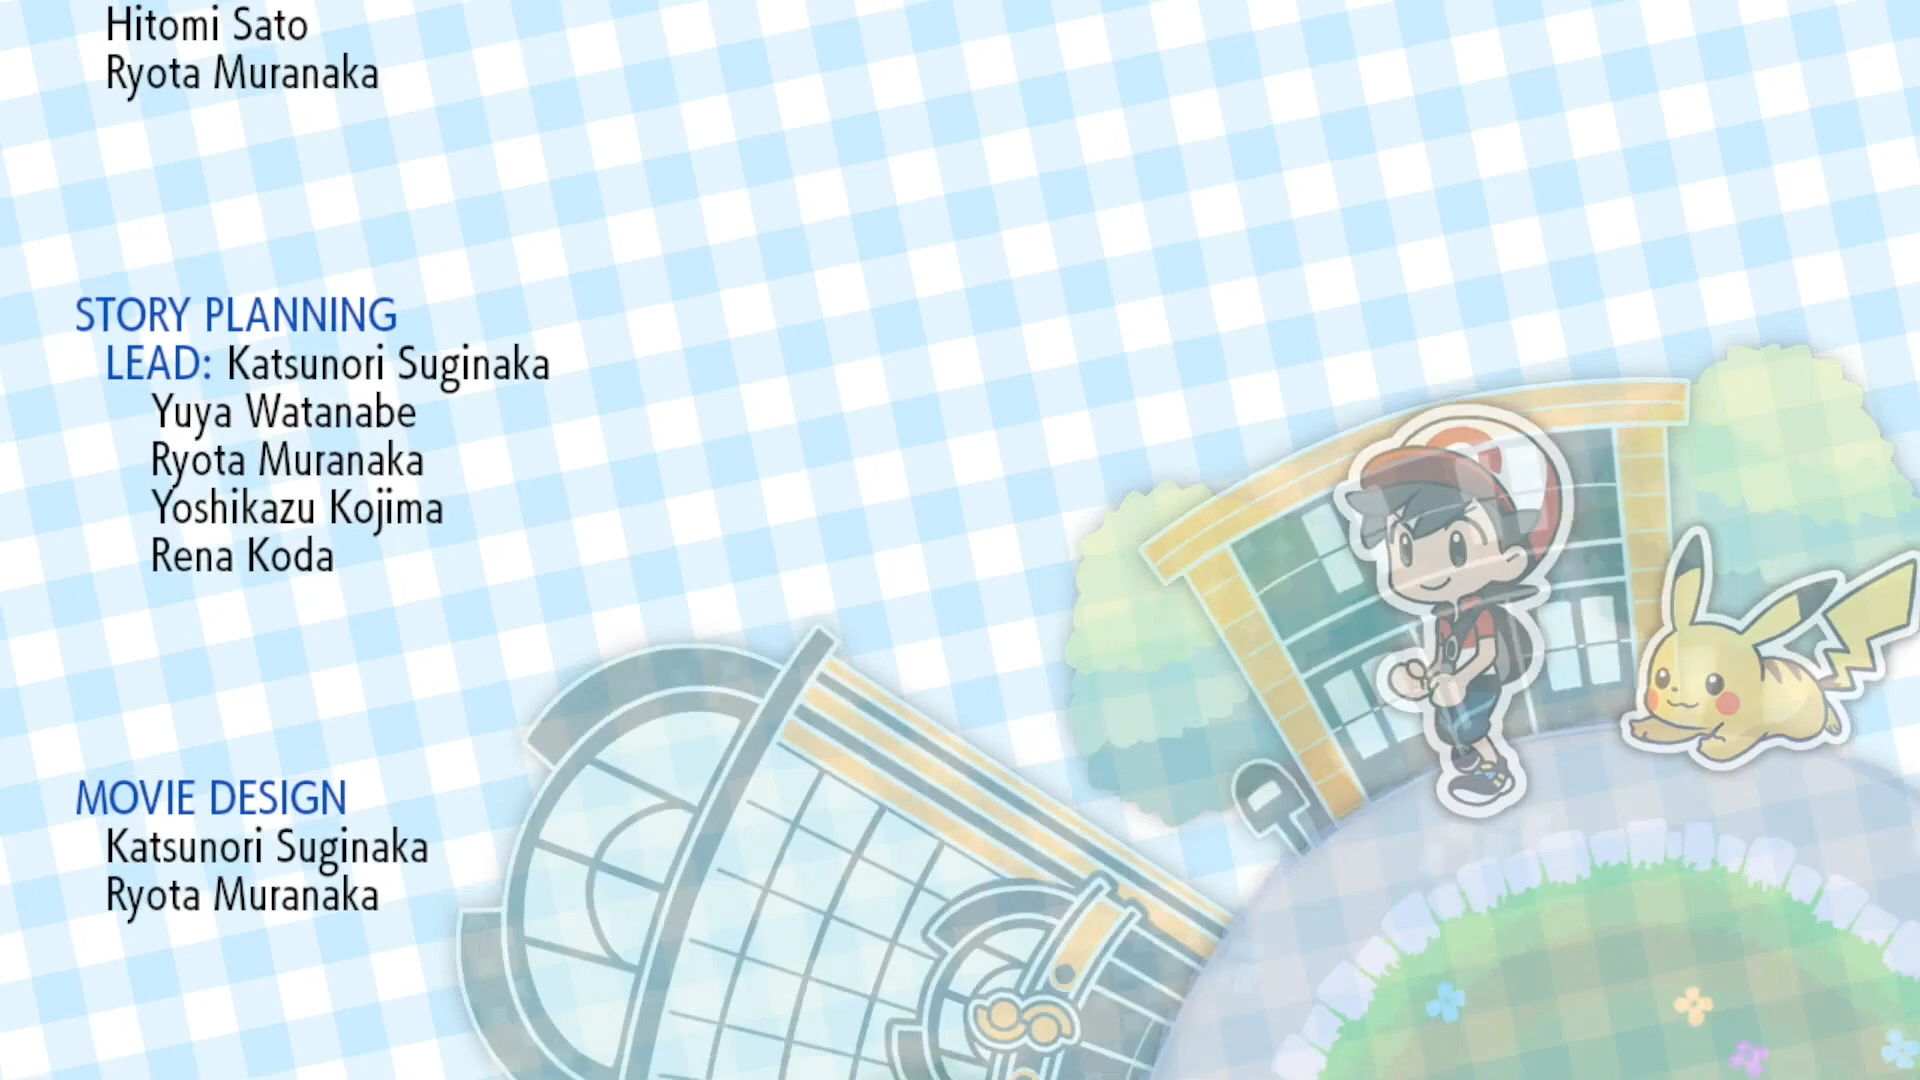 Hitomi Sato
Ryota Muranaka
STORY PLANNING
LEAD: Katsunori Suginaka
Yuya Watanabe
Ryota Muranaka
Yoshikazu Kojima
Rena Koda
MOVIE DESIGN
Katsunori Suginaka
Ryota Muranaka